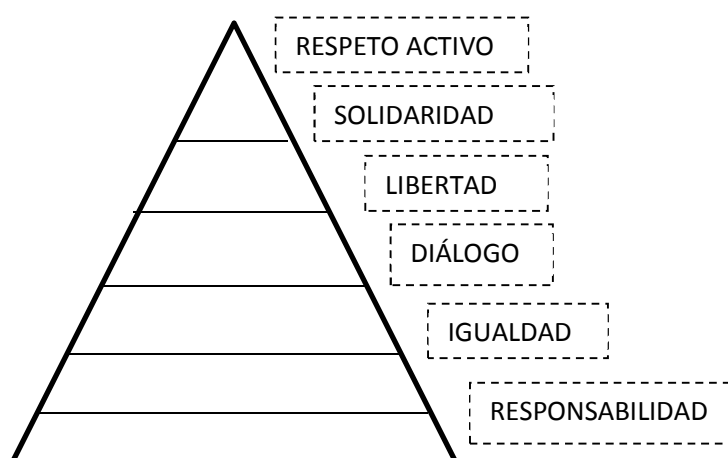 RESPETO ACTIVO
SOLIDARIDAD
LIBERTAD
DIÁLOGO
IGUALDAD
RESPONSABILIDAD